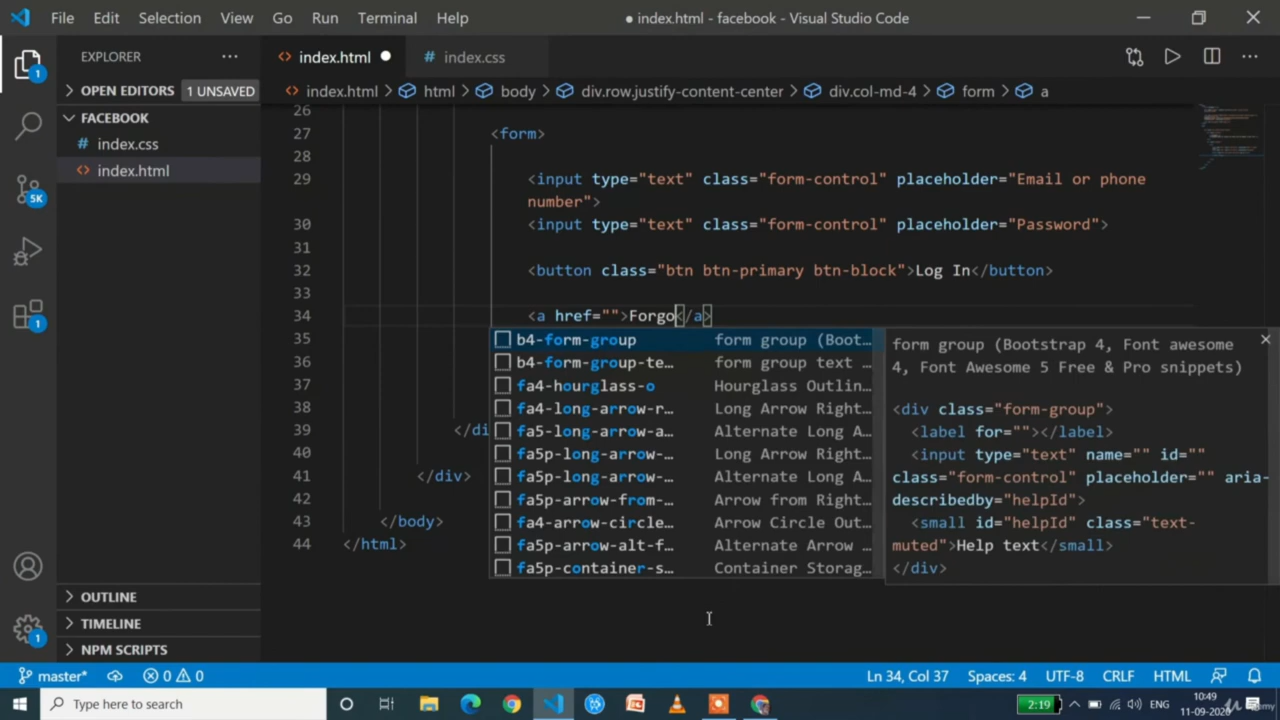 File Edit Selection View Go Run Terminal Help
● index.html - facebook - Visual Studio Code
EXPLORER
OPEN EDITORS 1 UNSAVED
FACEBOOK
# index.css
<> index.html
OUTLINE
TIMELINE
NPM SCRIPTS
1
5K
1
1
<> index.html ● # index.css
<> index.html > html > body > div.row.justify-content-center > div.col-md-4 > form > a
26
27 <form>
28
29 <input type="text" class="form-control" placeholder="Email or phone
number">
30 <input type="text" class="form-control" placeholder="Password">
31
32 <button class="btn btn-primary btn-block">Log In</button>
33
34 <a href="">Forgo</a>
35
36
37
38
39 </di
40
41 </div>
42
43 </body>
44 </html>
b4-form-group form group (Boot…
b4-form-group-te… form group text …
fa4-hourglass-o Hourglass Outlin…
fa4-long-arrow-r… Long Arrow Right…
fa5-long-arrow-a… Alternate Long A…
fa5p-long-arrow-… Long Arrow Right…
fa5p-long-arrow-… Alternate Long A…
fa5p-arrow-from-… Arrow from Right…
fa4-arrow-circle… Arrow Circle Out…
fa5p-arrow-alt-f… Alternate Arrow …
fa5p-container-s… Container Storag…
form group (Bootstrap 4, Font awesome
4, Font Awesome 5 Free & Pro snippets)
<div class="form-group">
<label for=""></label>
<input type="text" name="" id=""
class="form-control" placeholder="" aria-
describedby="helpId">
<small id="helpId" class="text-
muted">Help text</small>
</div>
master* 0 0 Ln 34, Col 37 Spaces: 4 UTF-8 CRLF HTML
Type here to search
2:19 ENG 10:49
11-09-2020